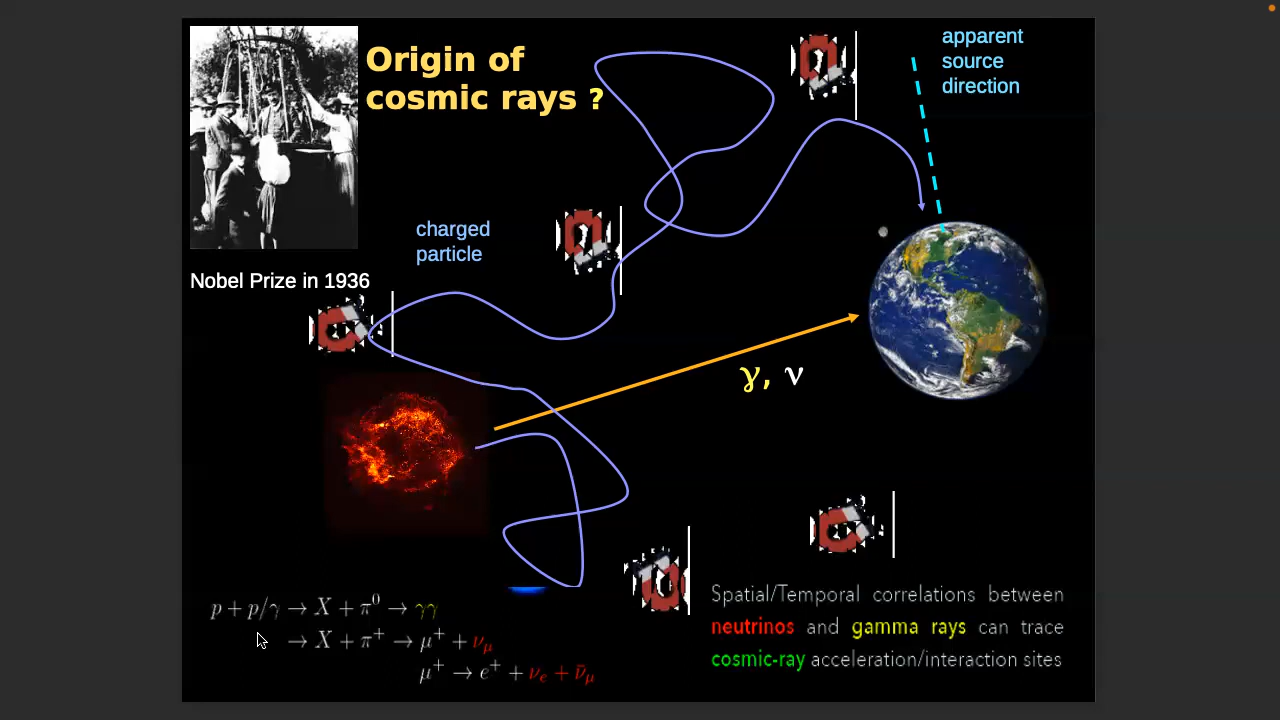 Origin of
cosmic rays ?
apparent
source
direction
charged
particle
Nobel Prize in 1936
γ, ν
p + p/γ → X + π⁰ → γγ
→ X + π⁺ → μ⁺ + ν_μ
μ⁺ → e⁺ + ν_e + ν̄_μ
Spatial/Temporal correlations between
neutrinos and gamma rays can trace
cosmic-ray acceleration/interaction sites